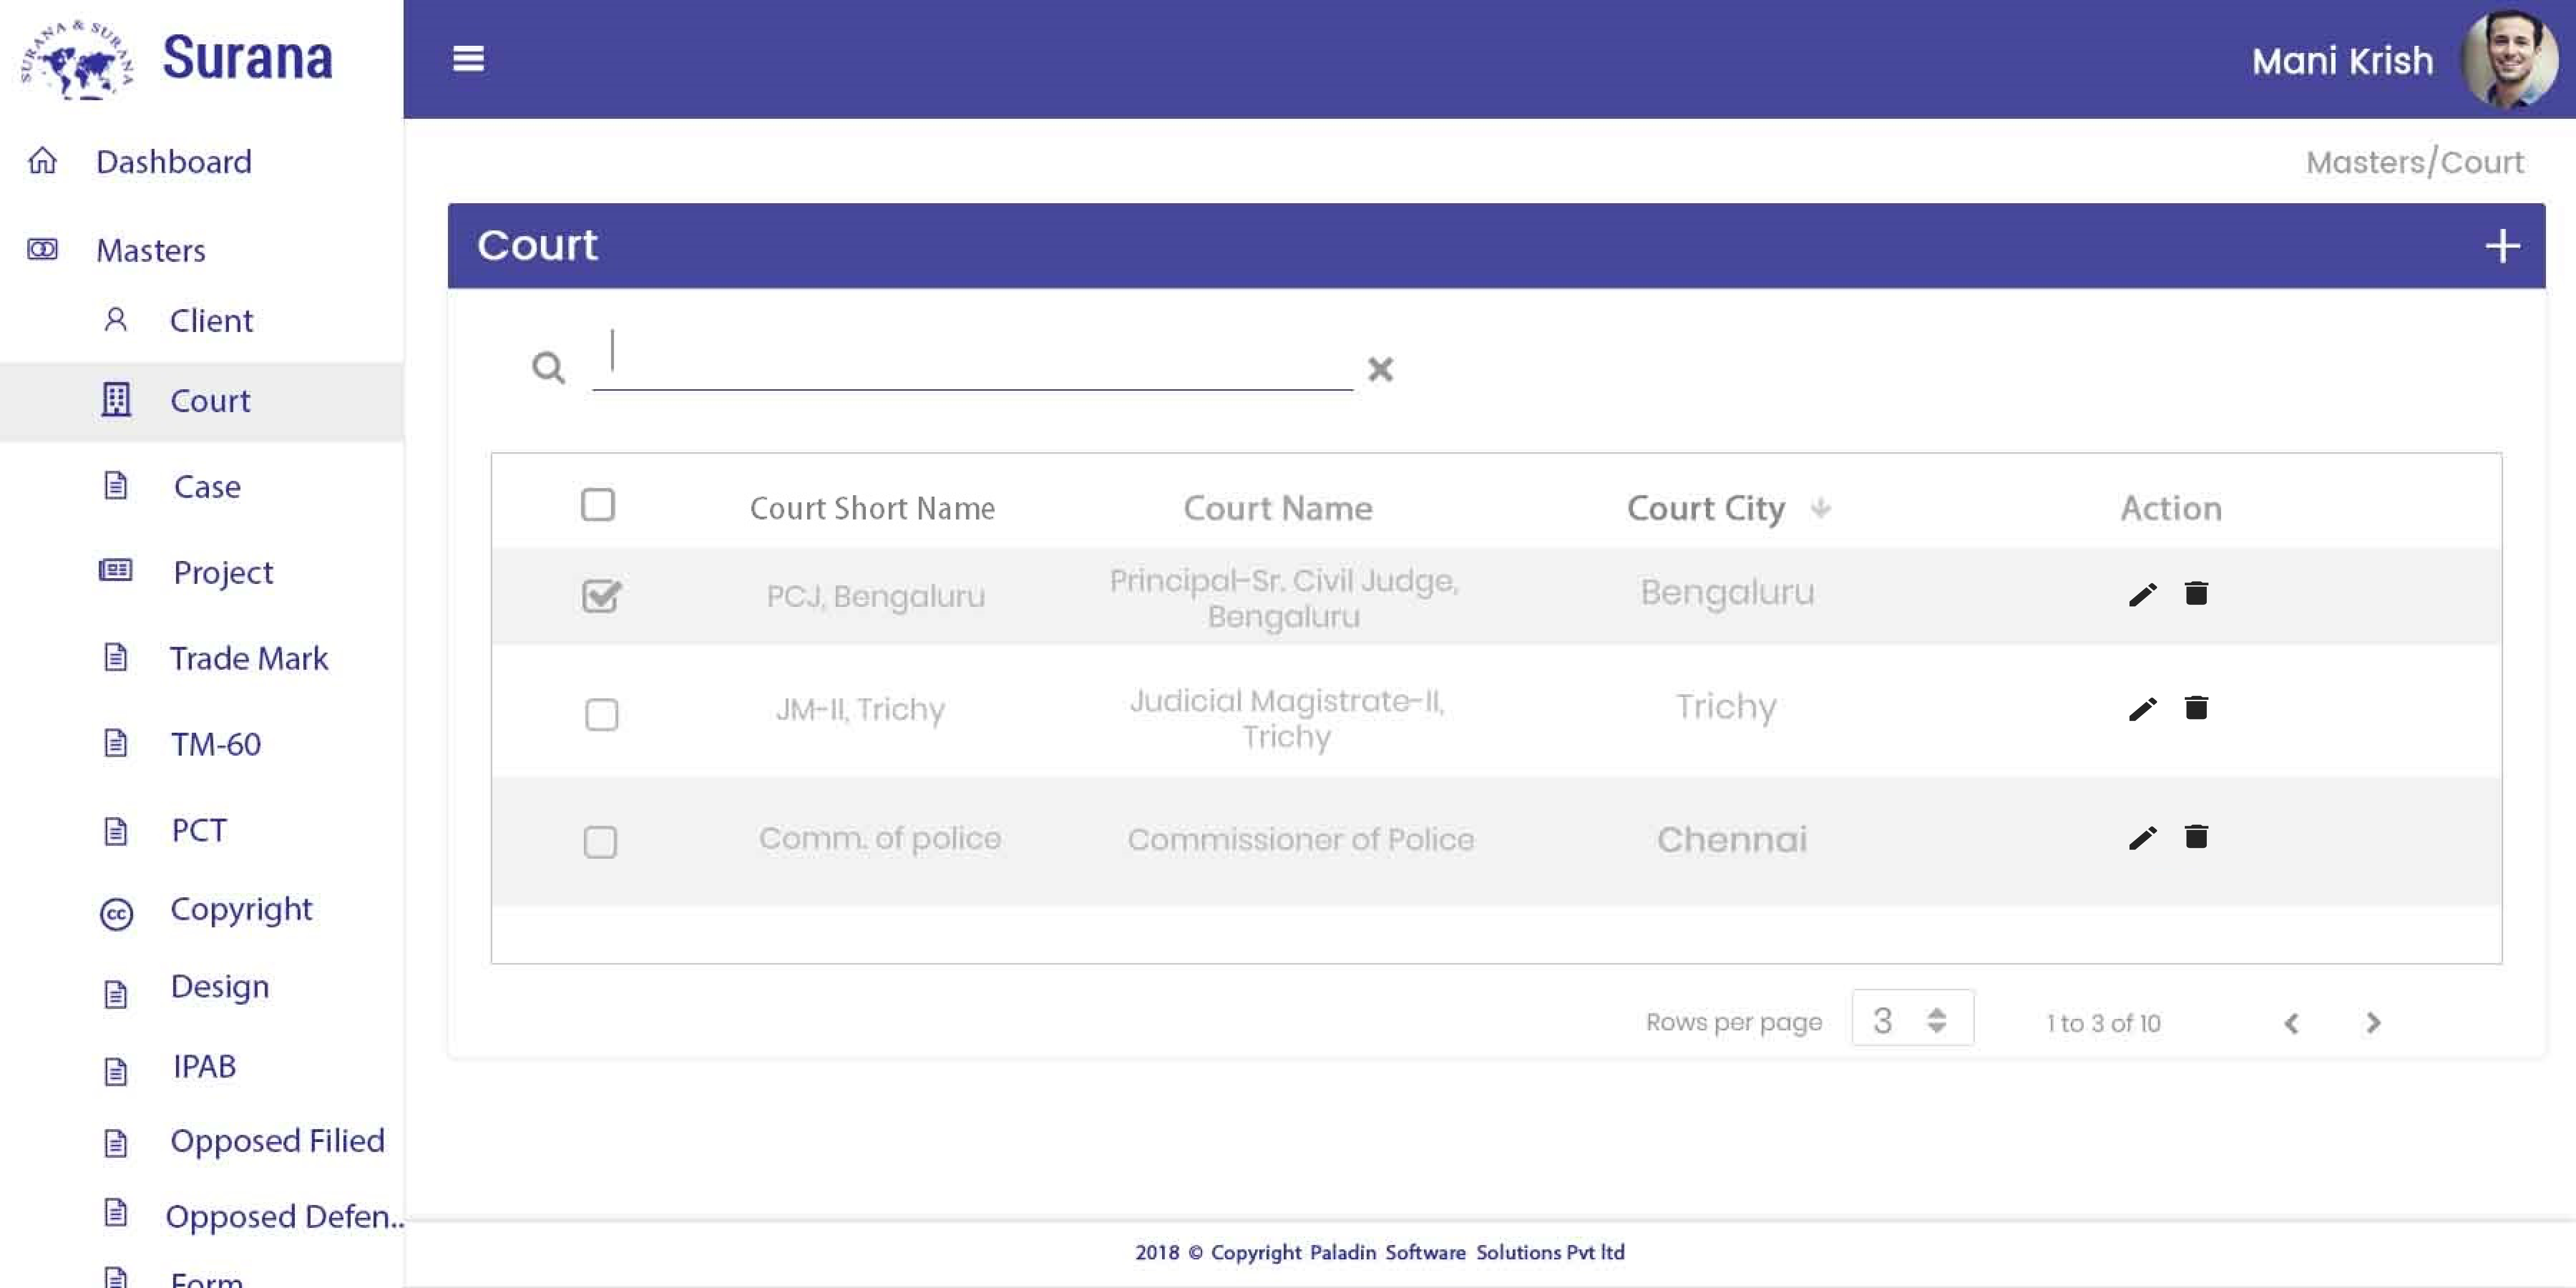 SURANA & SURANA
Surana
Mani Krish
Dashboard
Masters
Client
Court
Case
Project
Trade Mark
TM-60
PCT
cc Copyright
Design
IPAB
Opposed Filied
Opposed Defen..
Form
Masters/Court
Court
Court Short Name Court Name Court City Action
PCJ, Bengaluru Principal-Sr. Civil Judge,
Bengaluru Bengaluru
JM-II, Trichy Judicial Magistrate-II,
Trichy Trichy
Comm. of police Commissioner of Police Chennai
Rows per page 3 1 to 3 of 10
2018 © Copyright Paladin Software Solutions Pvt ltd